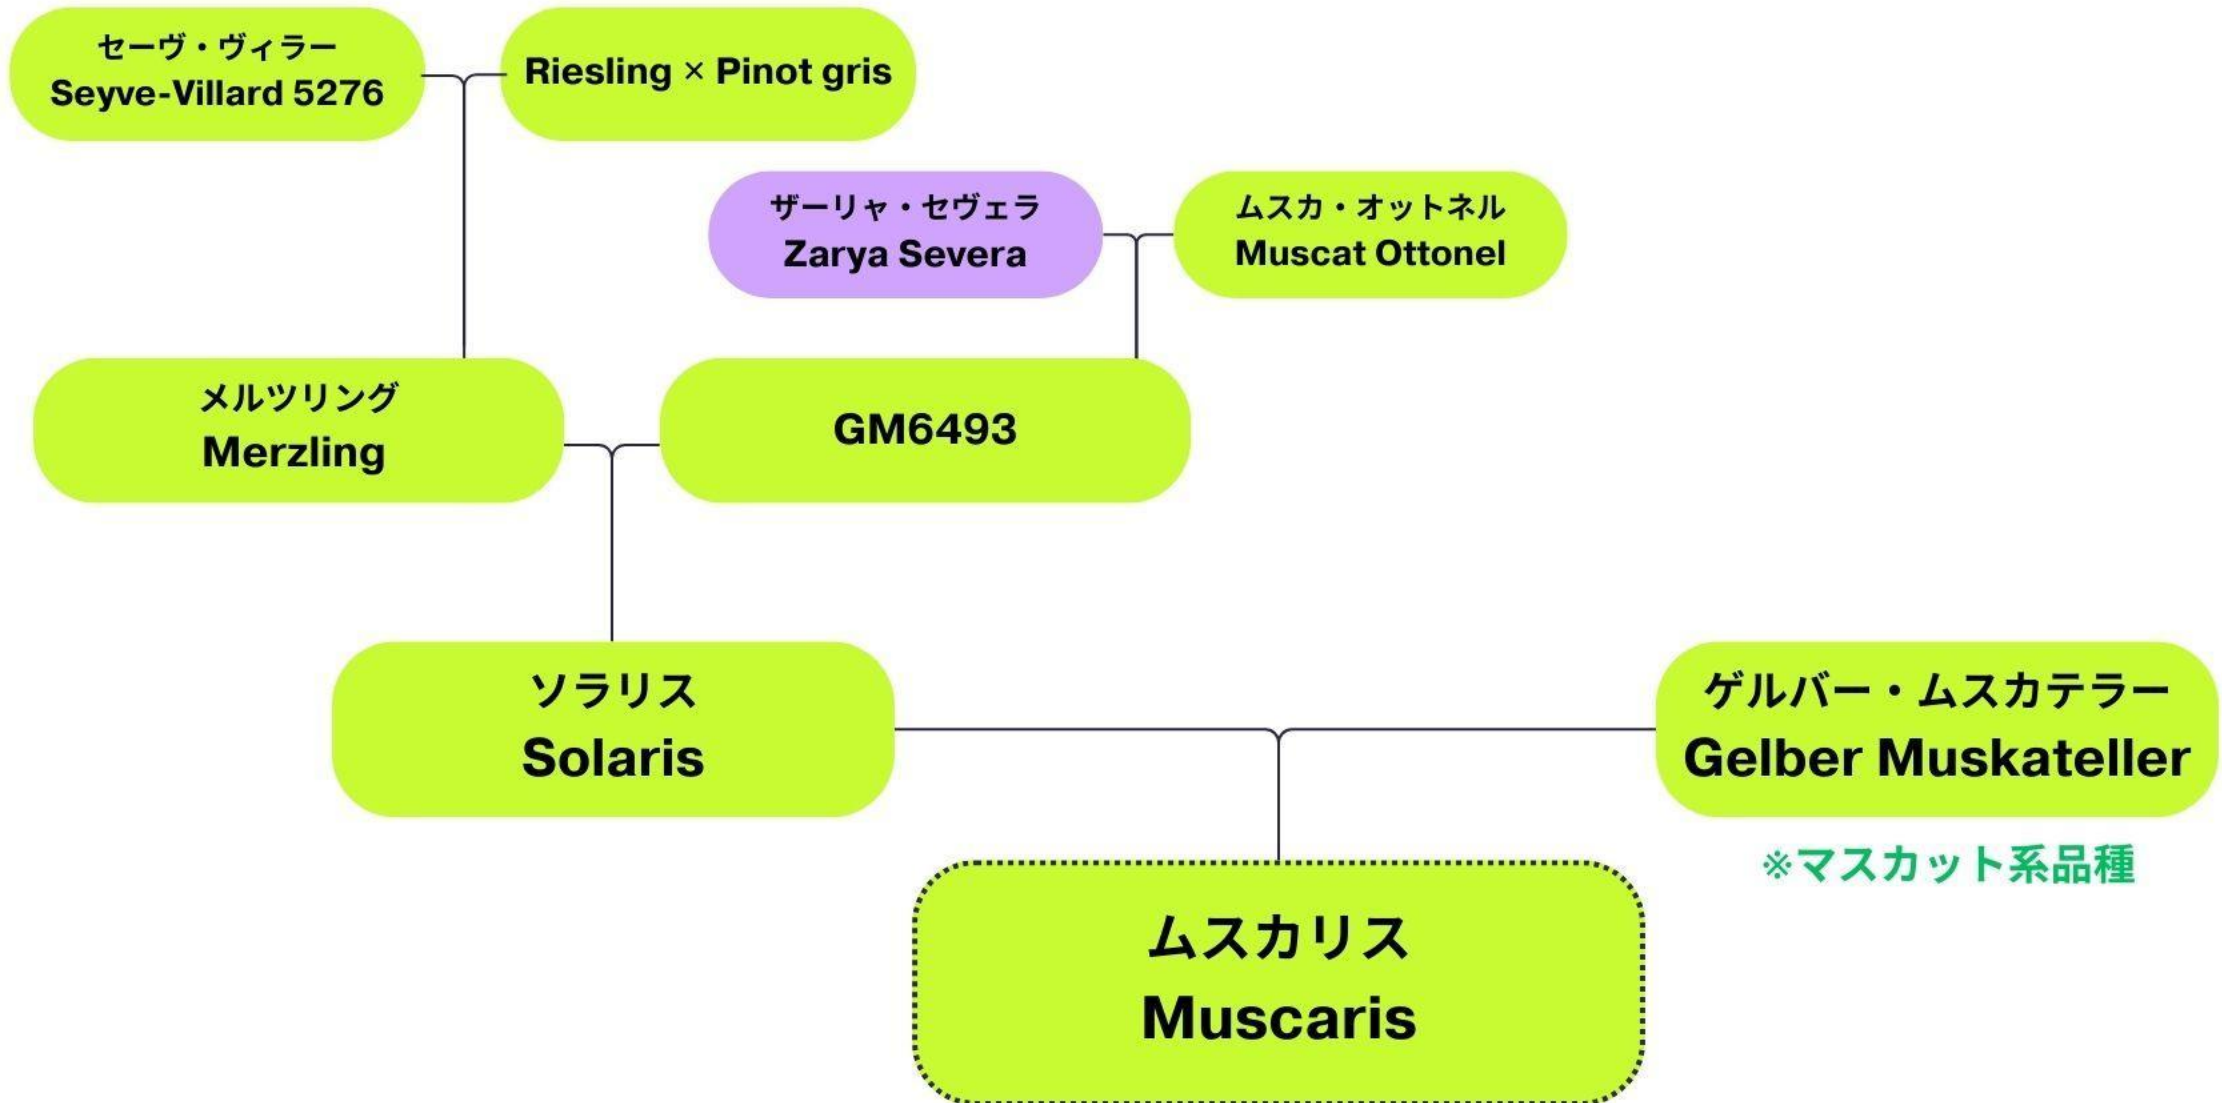 セーヴ・ヴィラー
Seyve-Villard 5276
Riesling × Pinot gris
ザーリャ・セヴェラ
Zarya Severa
ムスカ・オットネル
Muscat Ottonel
メルツリング
Merzling
GM6493
ソラリス
Solaris
ゲルバー・ムスカテラー
Gelber Muskateller
※マスカット系品種
ムスカリス
Muscaris